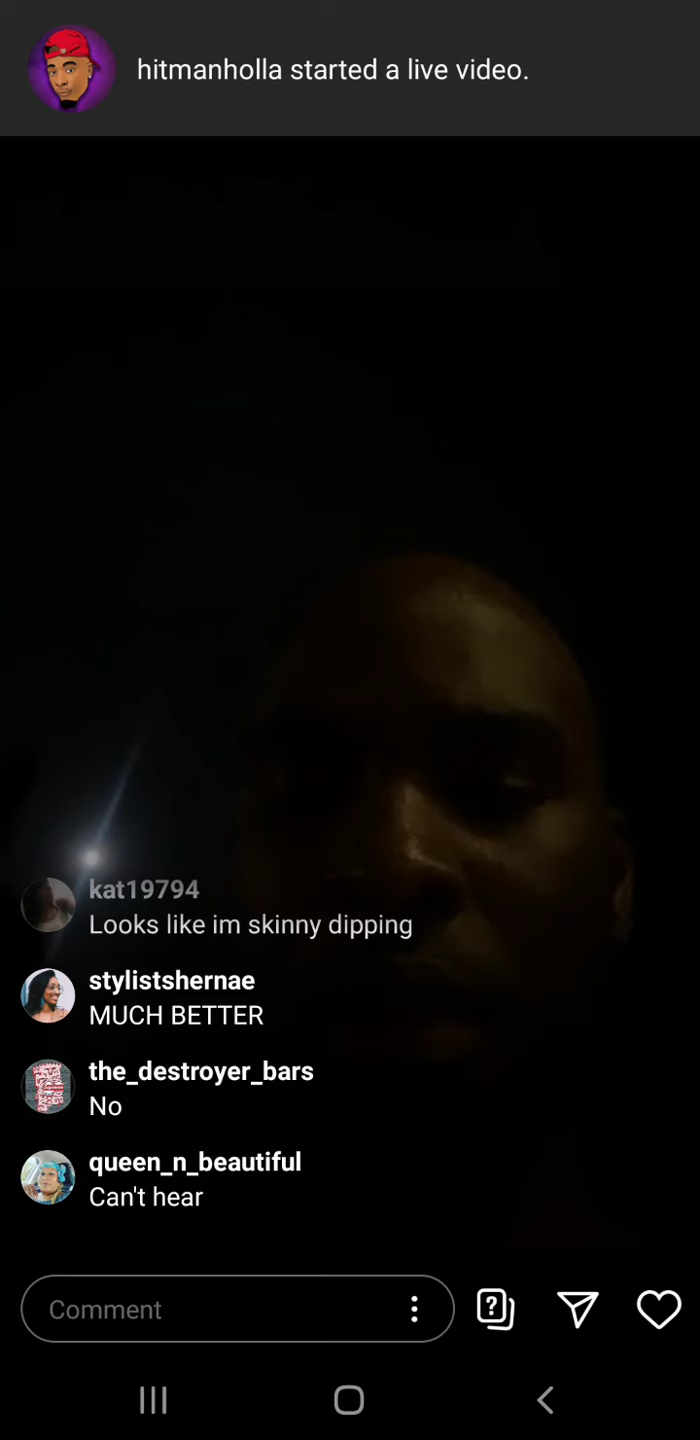 hitmanholla started a live video.
kat19794
Looks like im skinny dipping
stylistshernae
MUCH BETTER
the_destroyer_bars
No
queen_n_beautiful
Can't hear
Comment